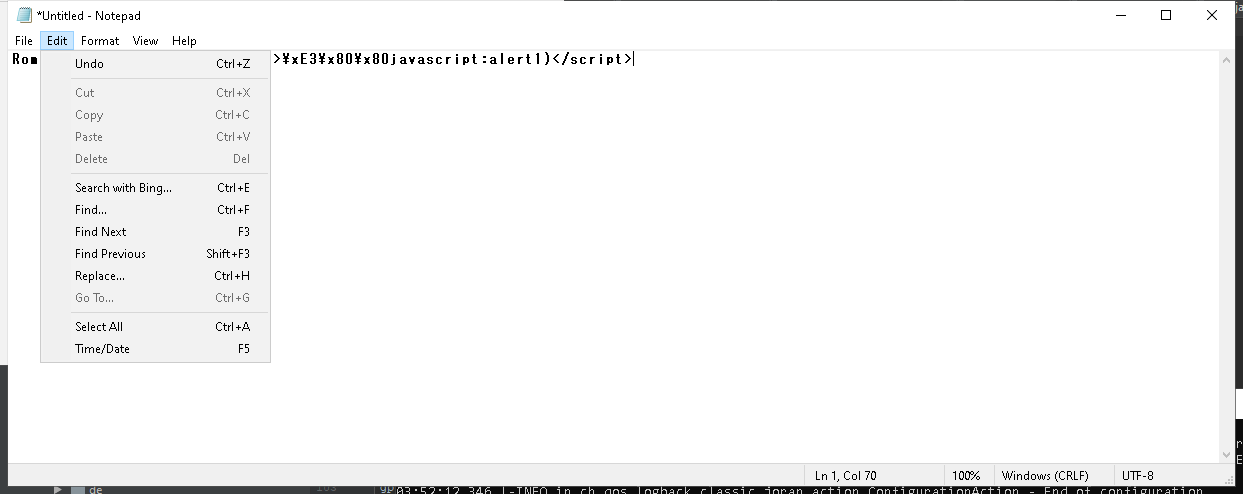 *Untitled - Notepad
File Edit Format View Help
Rom >¥xE3¥x80¥x80javascript:alert1)</script>
Undo Ctrl+Z
Cut Ctrl+X
Copy Ctrl+C
Paste Ctrl+V
Delete Del
Search with Bing... Ctrl+E
Find... Ctrl+F
Find Next F3
Find Previous Shift+F3
Replace... Ctrl+H
Go To... Ctrl+G
Select All Ctrl+A
Time/Date F5
Ln 1, Col 70 100% Windows (CRLF) UTF-8
de 03:52:12,346 |-INFO in ch.qos.logback.classic.joran.action.ConfigurationAction - End of configuration